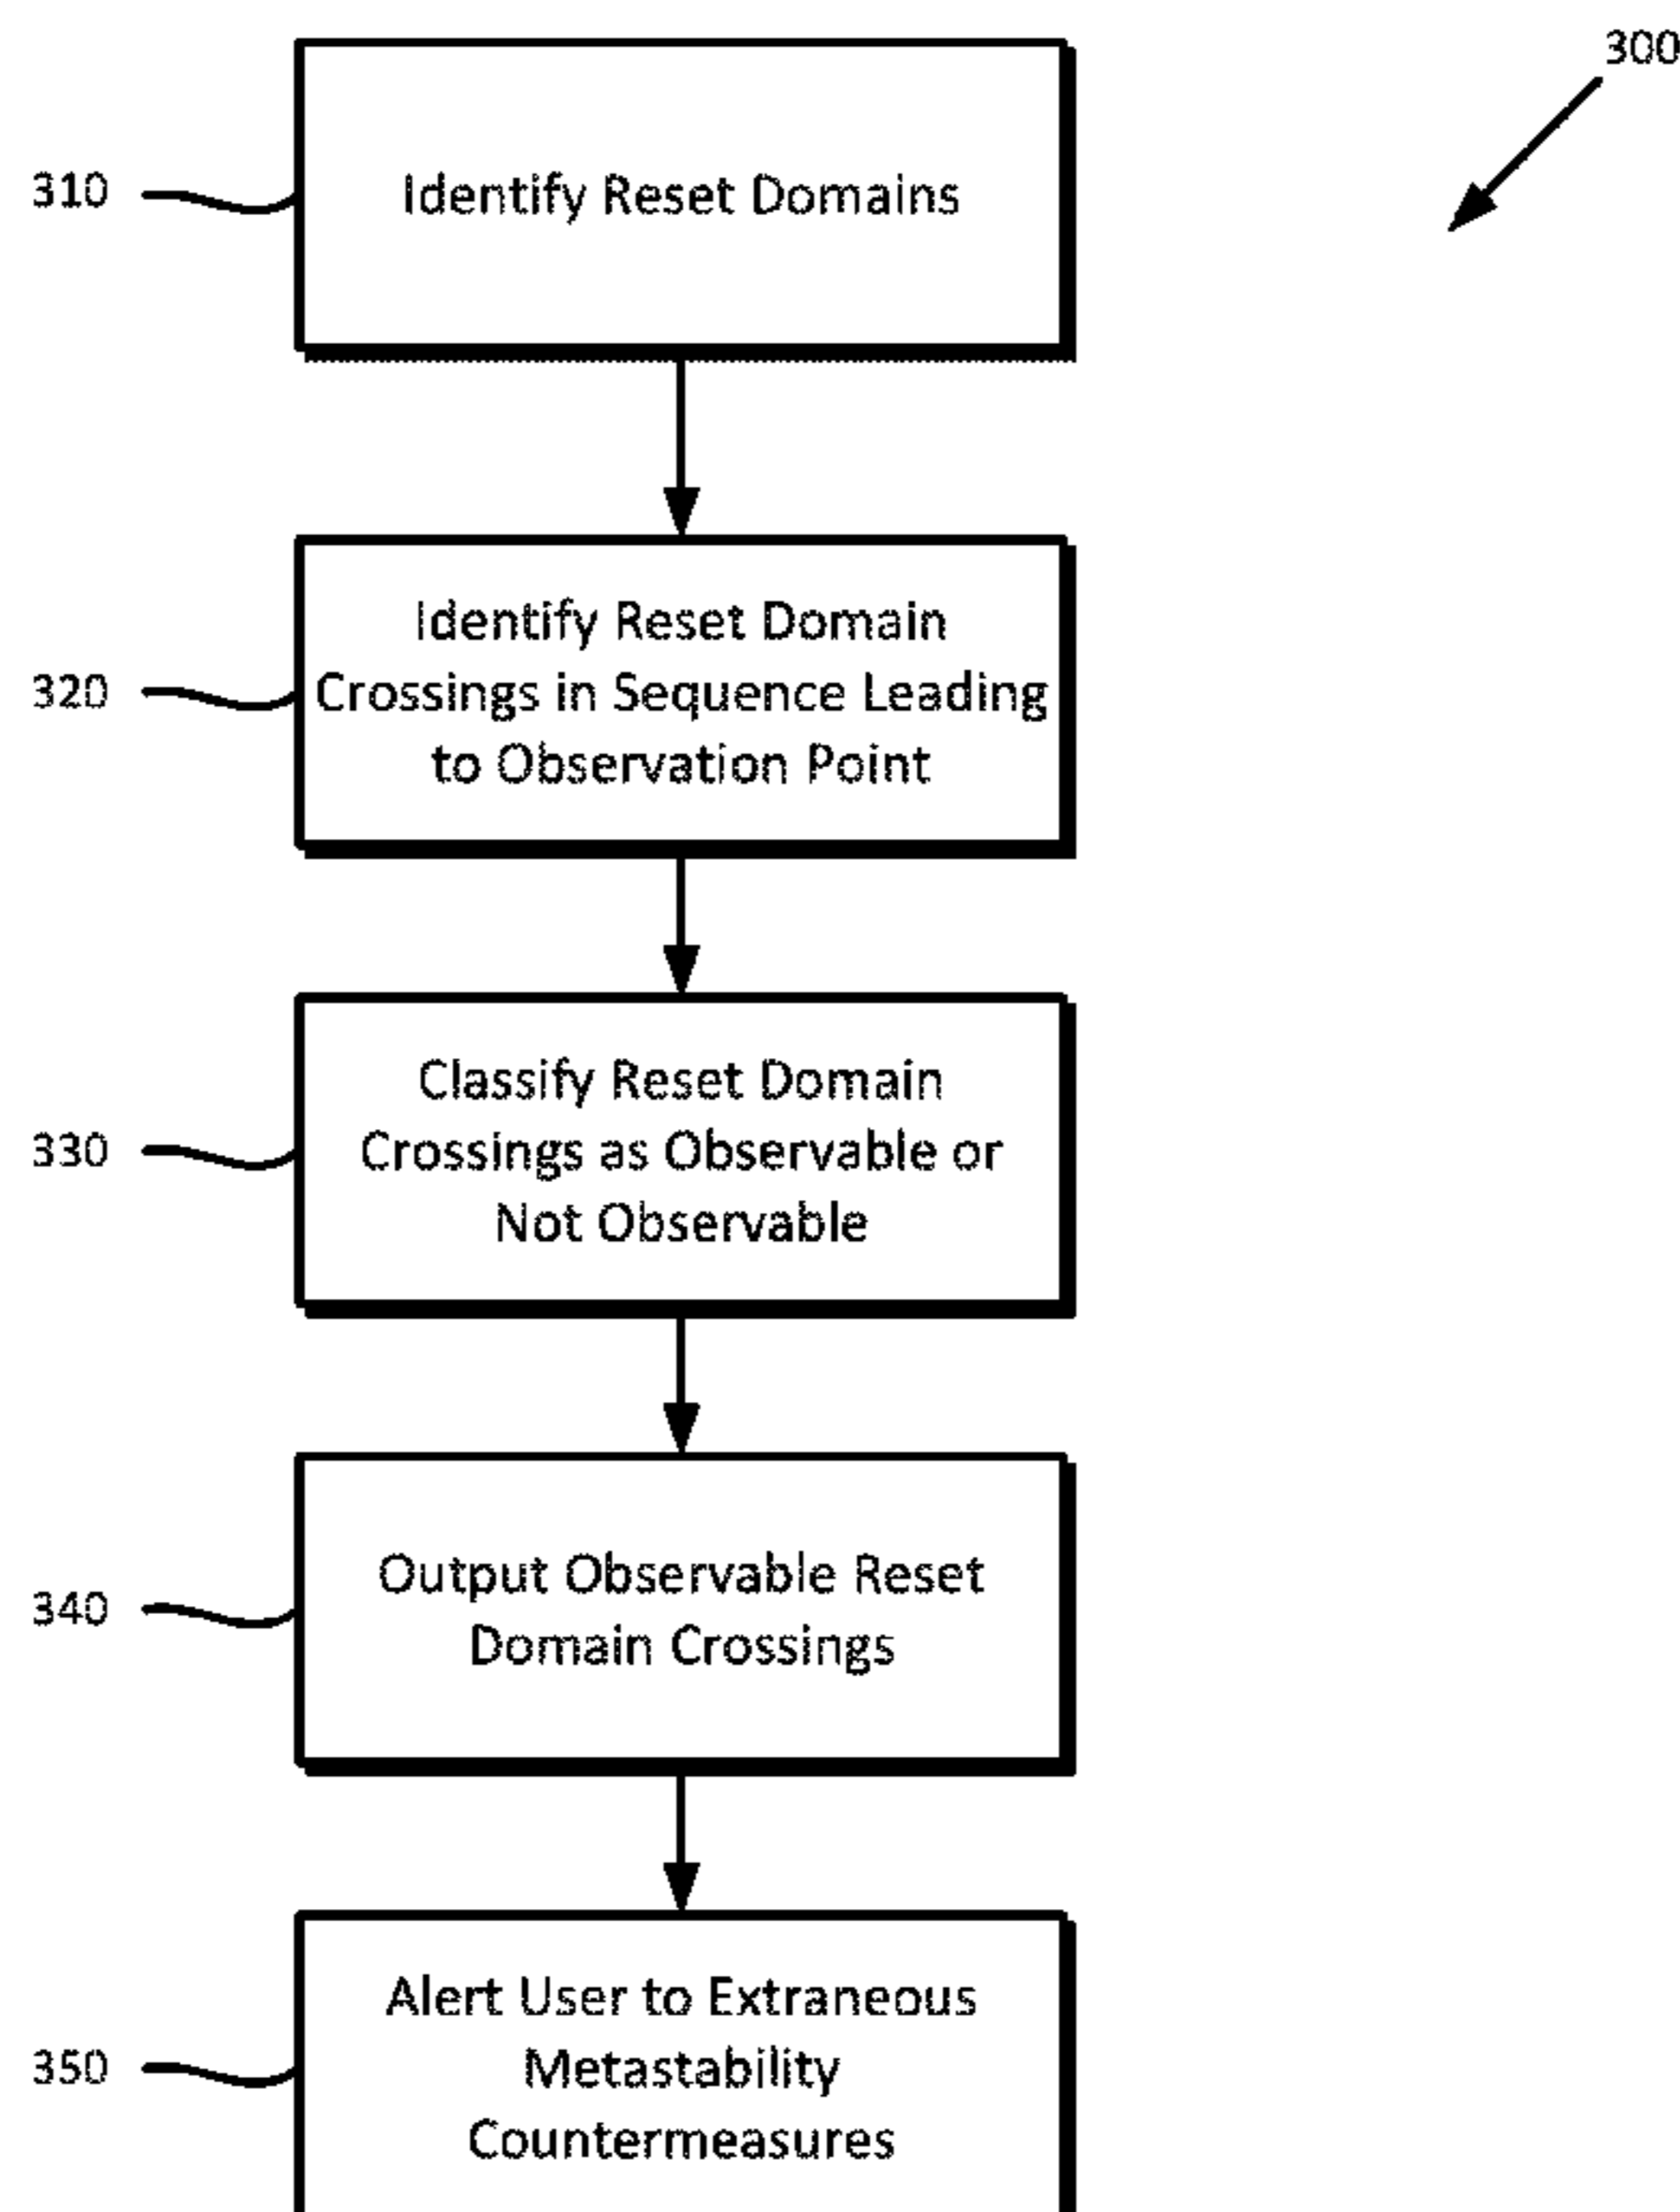 300
310
Identify Reset Domains
320
Identify Reset Domain
Crossings in Sequence Leading
to Observation Point
330
Classify Reset Domain
Crossings as Observable or
Not Observable
340
Output Observable Reset
Domain Crossings
350
Alert User to Extraneous
Metastability
Countermeasures